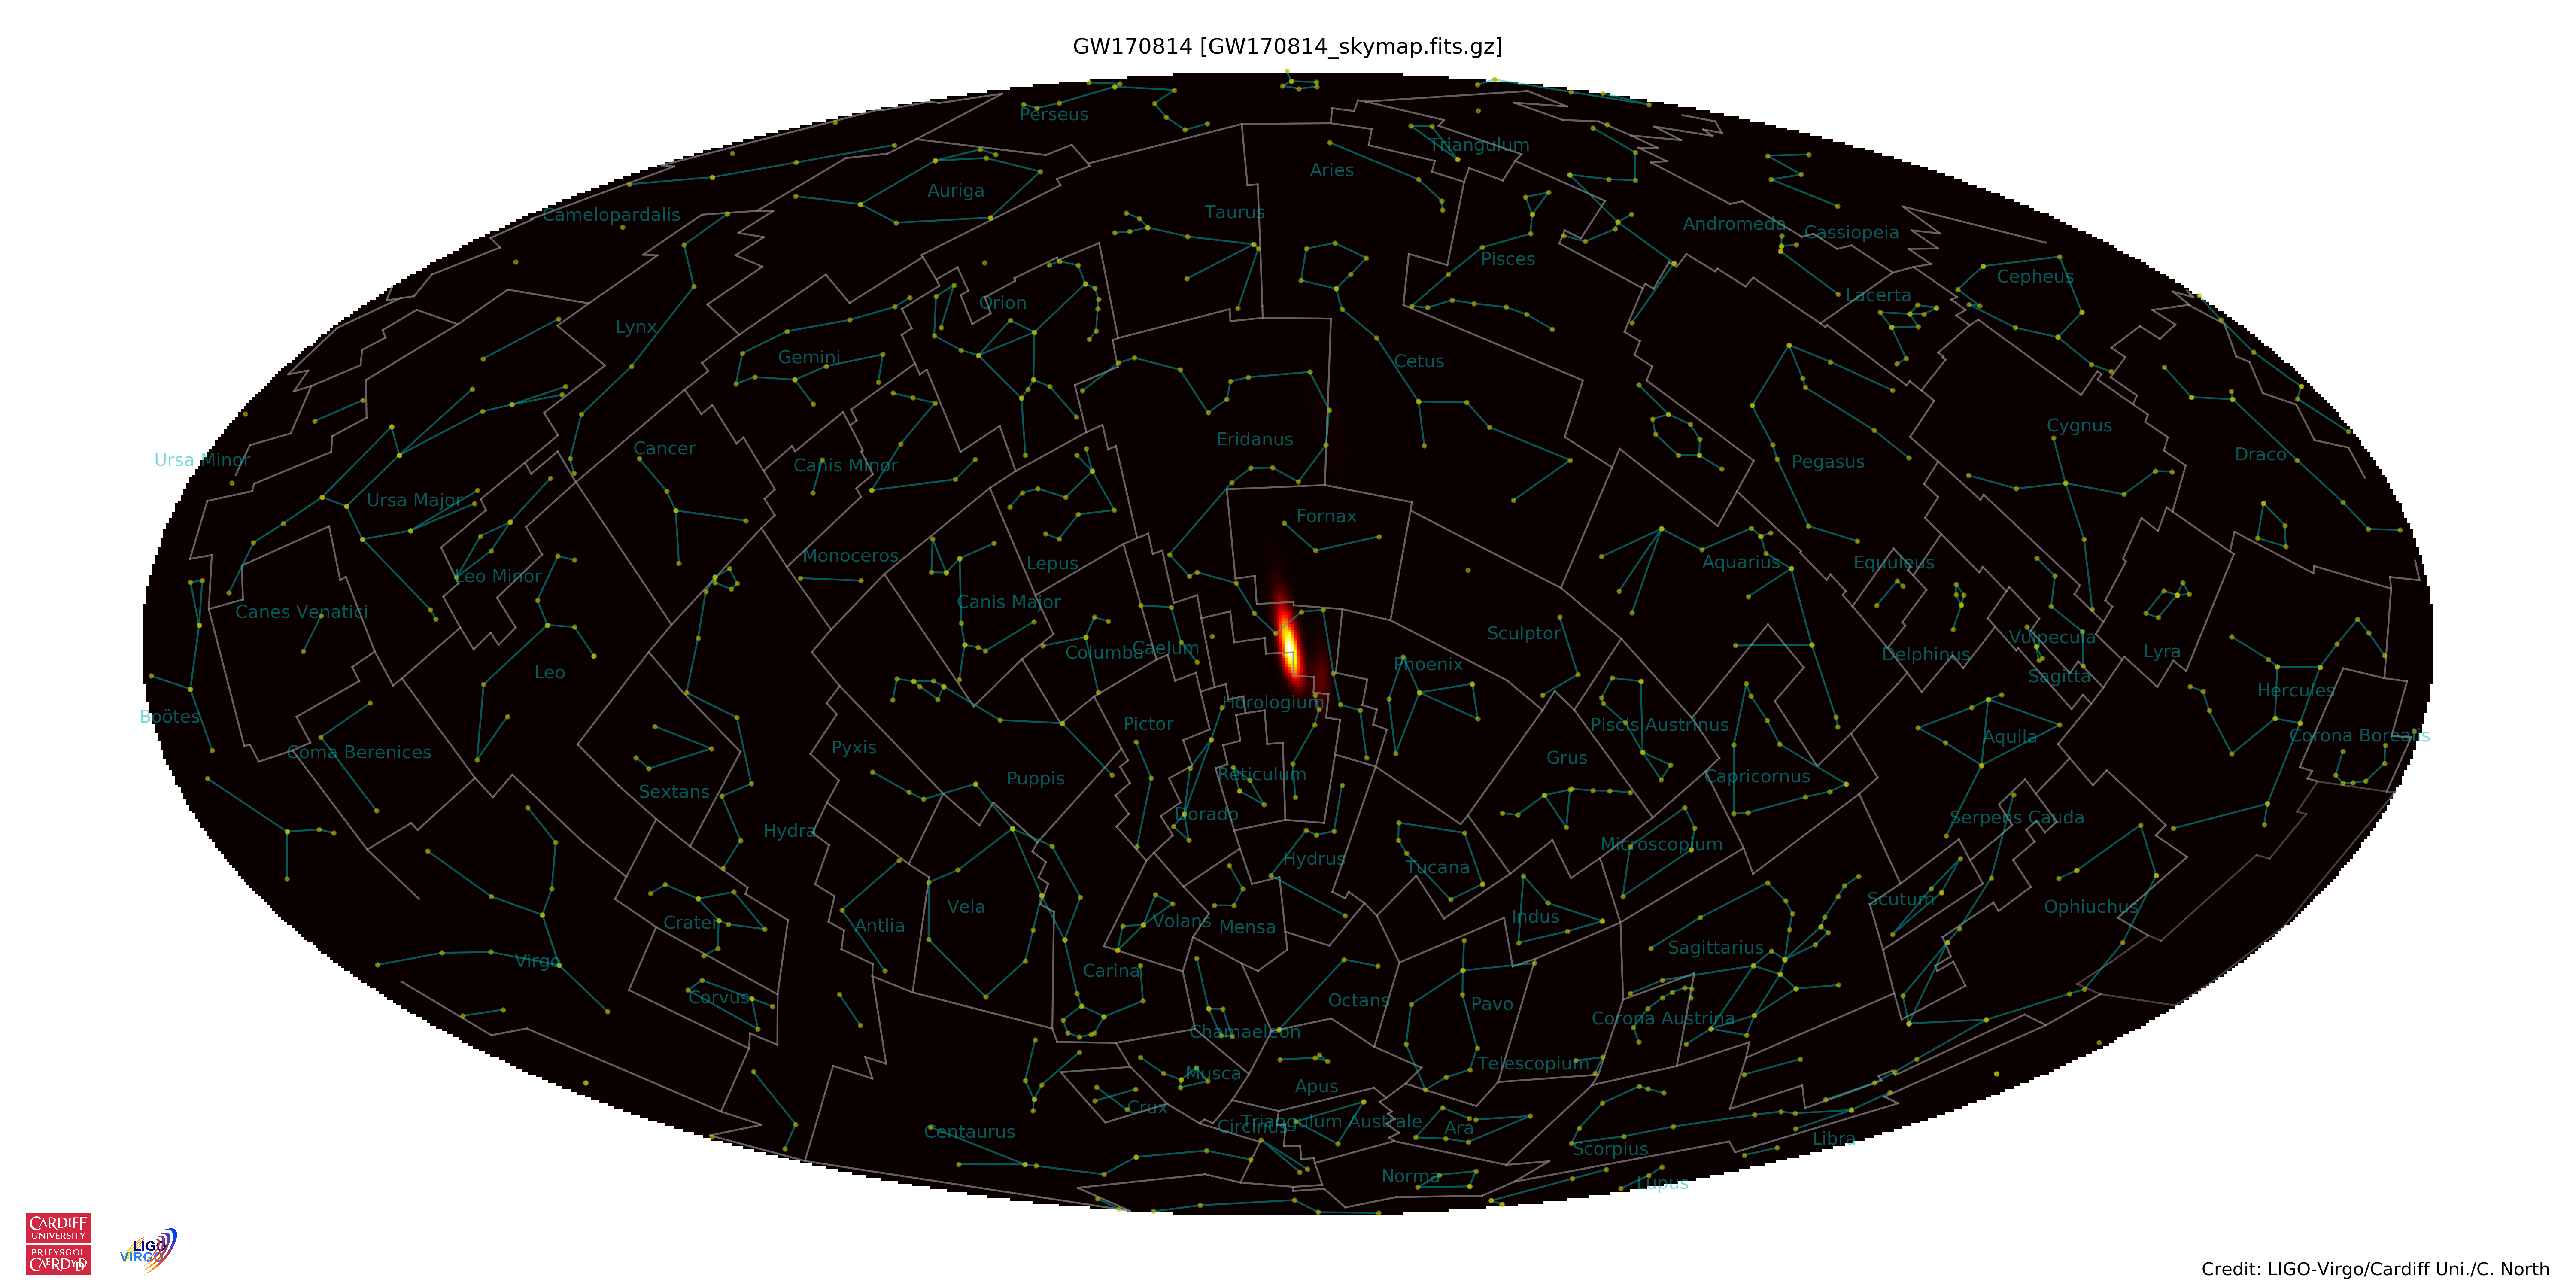 GW170814 [GW170814_skymap.fits.gz]
Perseus
Triangulum
Aries
Auriga
Camelopardalis
Taurus
Andromeda
Cassiopeia
Pisces
Cepheus
Lacerta
Orion
Lynx
Gemini
Cetus
Cygnus
Eridanus
Cancer
Draco
Ursa Minor
Canis Minor
Pegasus
Ursa Major
Fornax
Monoceros
Lepus
Aquarius
Equuleus
Leo Minor
Canis Major
Canes Venatici
Sculptor
Vulpecula
Caelum
Columba
Lyra
Delphinus
Phoenix
Leo
Sagitta
Hercules
Horologium
Boötes
Pictor
Piscis Austrinus
Corona Borealis
Aquila
Pyxis
Coma Berenices
Grus
Reticulum
Capricornus
Puppis
Sextans
Dorado
Serpens Cauda
Hydra
Microscopium
Hydrus
Tucana
Scutum
Vela
Ophiuchus
Indus
Volans
Crater
Antlia
Mensa
Sagittarius
Virgo
Carina
Corvus
Octans
Pavo
Corona Austrina
Chamaeleon
Telescopium
Musca
Apus
Crux
Triangulum Australe
Circinus
Ara
Centaurus
Libra
Scorpius
Norma
Lupus
CARDIFF
UNIVERSITY
PRIFYSGOL
CAERDYDD
LIGO
VIRGO
Credit: LIGO-Virgo/Cardiff Uni./C. North